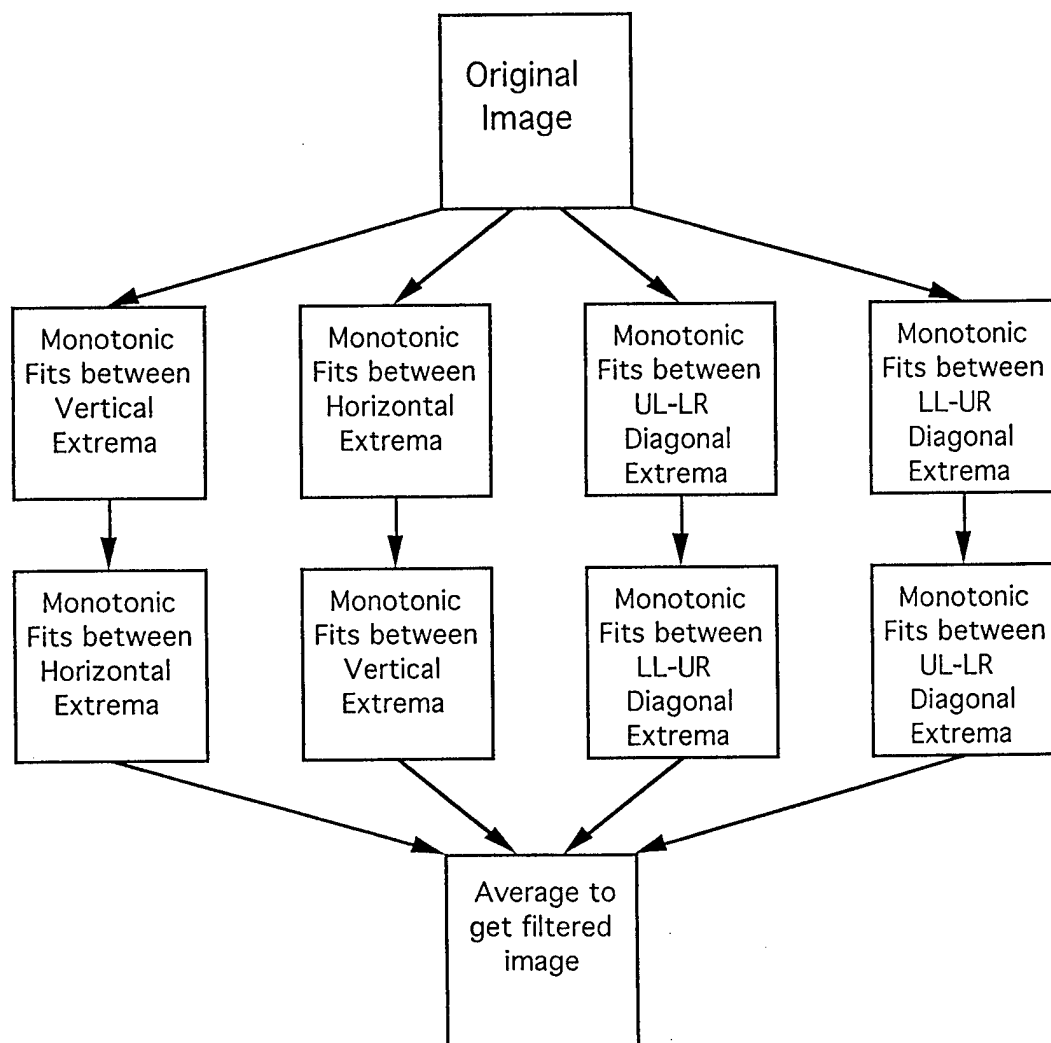 Original
Image
Monotonic
Fits between
Vertical
Extrema
Monotonic
Fits between
Horizontal
Extrema
Monotonic
Fits between
UL-LR
Diagonal
Extrema
Monotonic
Fits between
LL-UR
Diagonal
Extrema
Monotonic
Fits between
Horizontal
Extrema
Monotonic
Fits between
Vertical
Extrema
Monotonic
Fits between
LL-UR
Diagonal
Extrema
Monotonic
Fits between
UL-LR
Diagonal
Extrema
Average to
get filtered
image